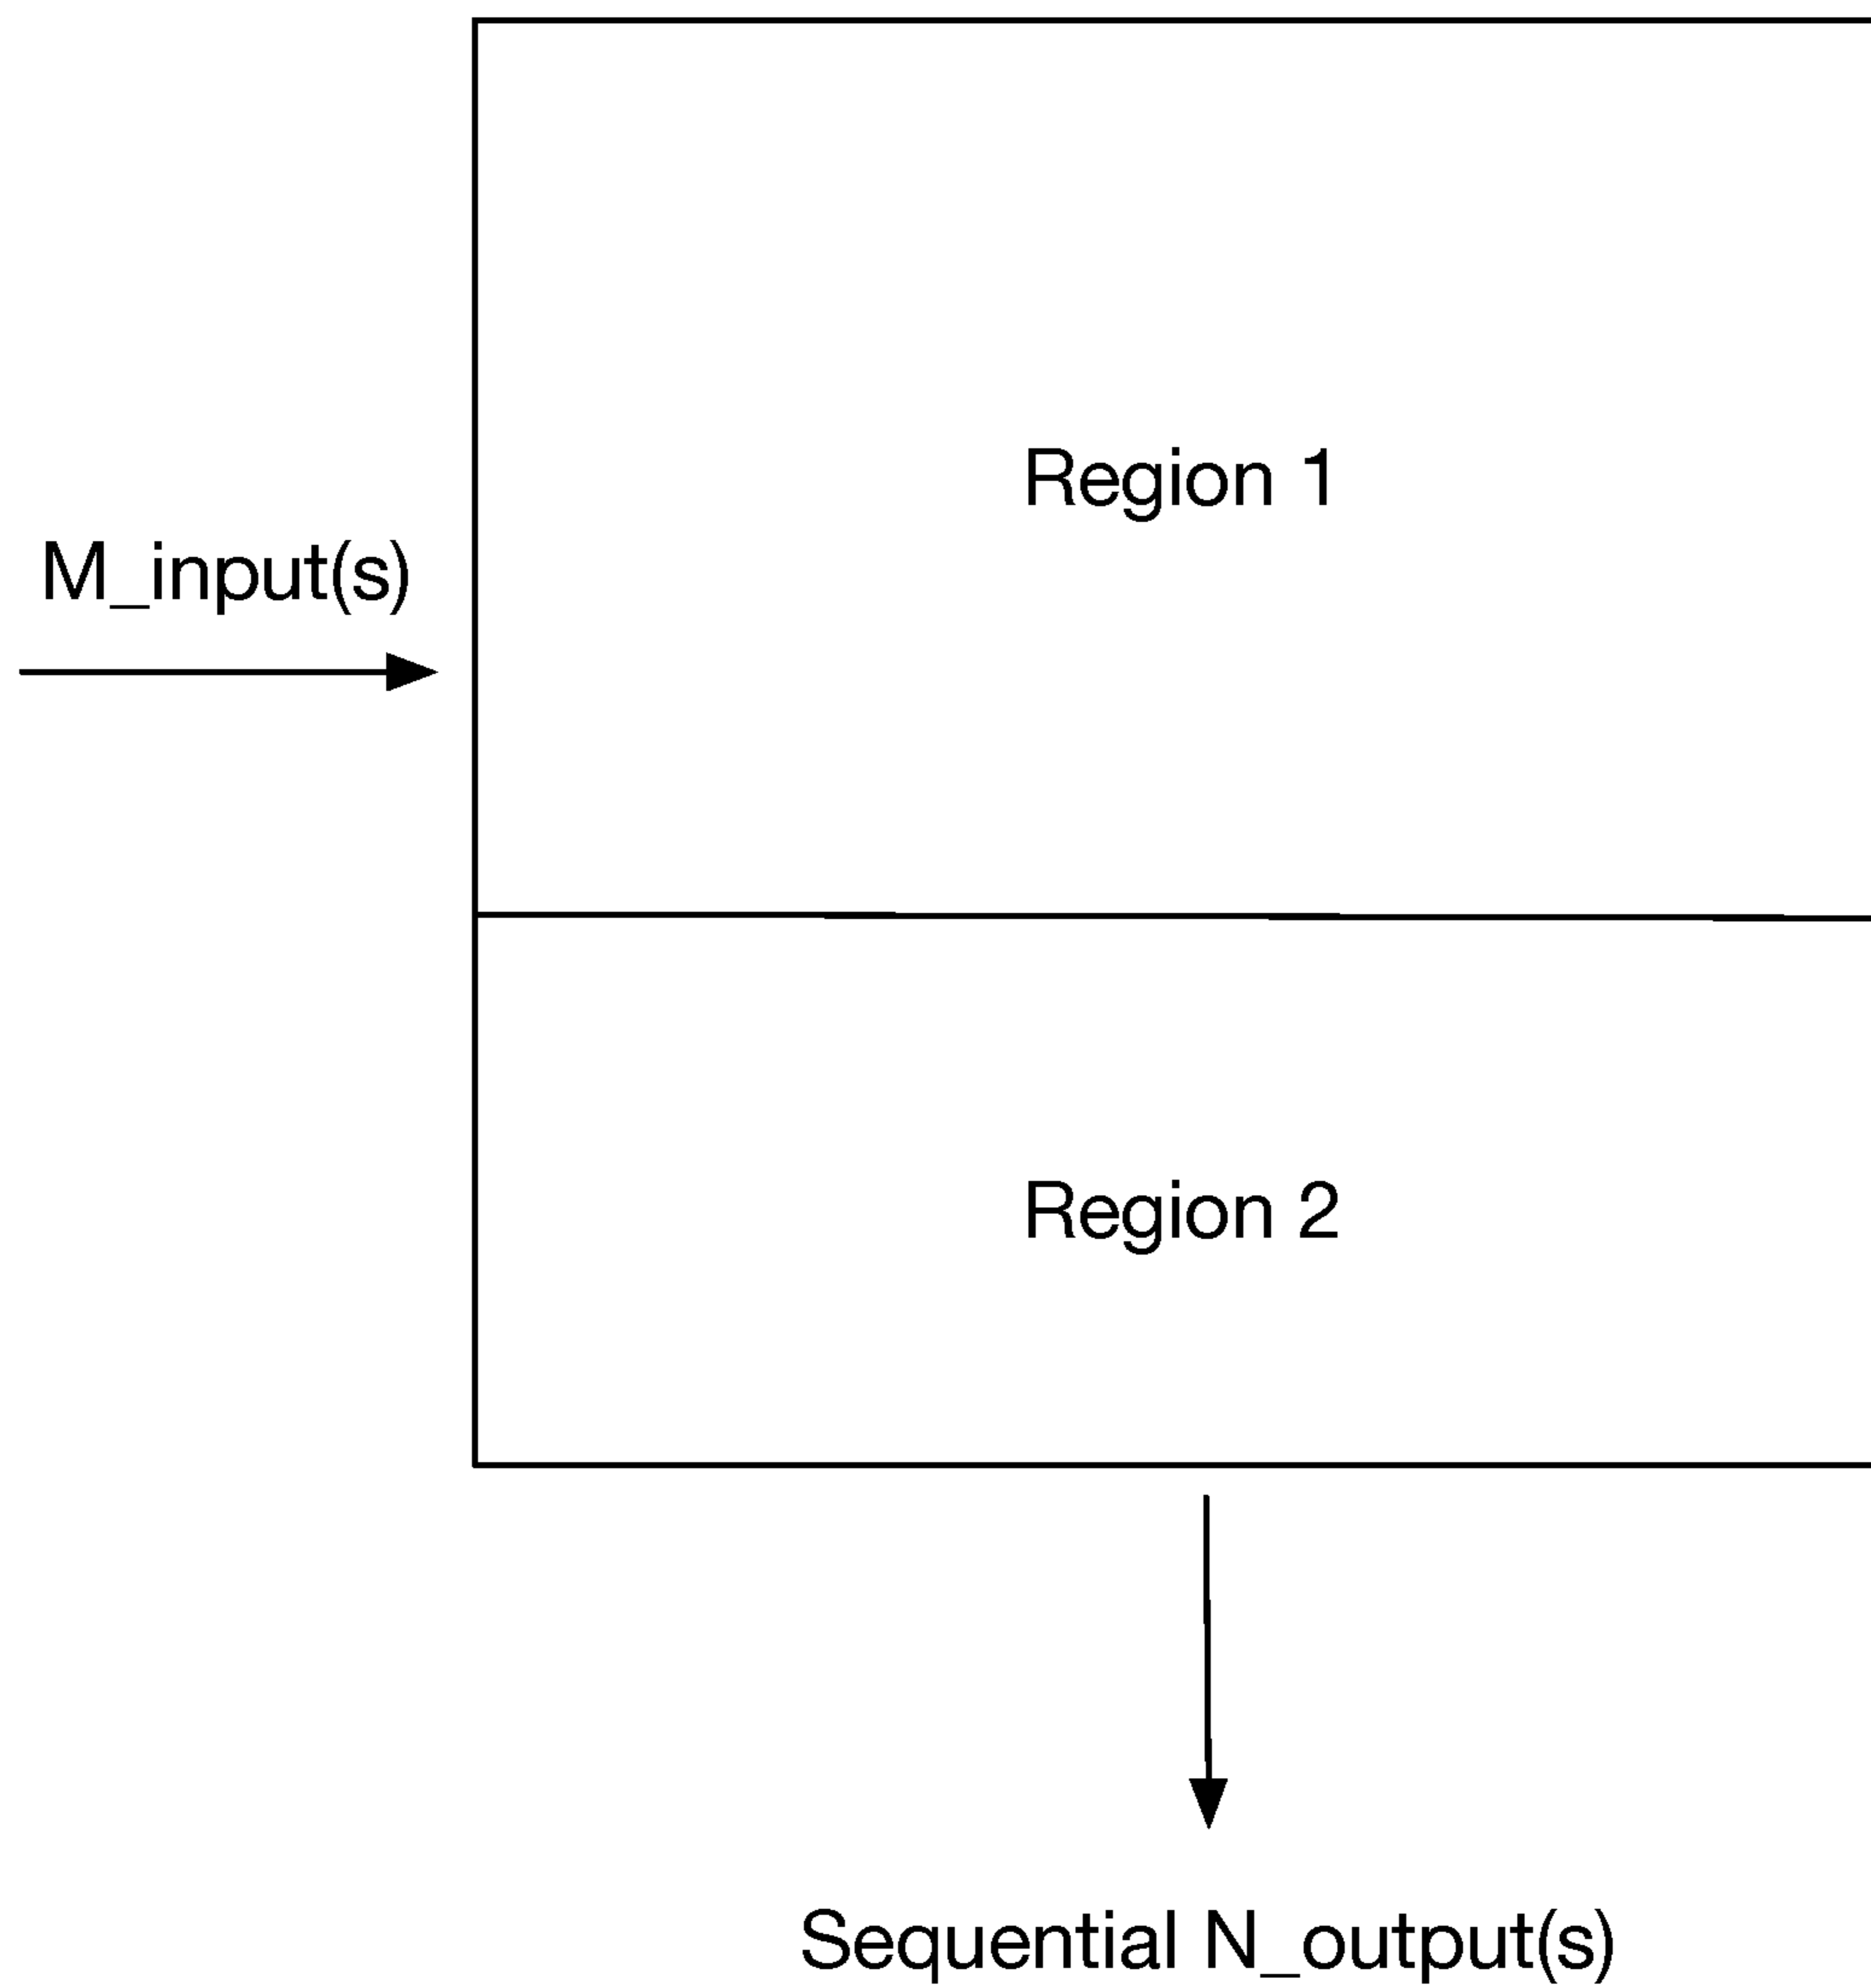 Region 1
M_input(s)
Region 2
Sequential N_output(s)